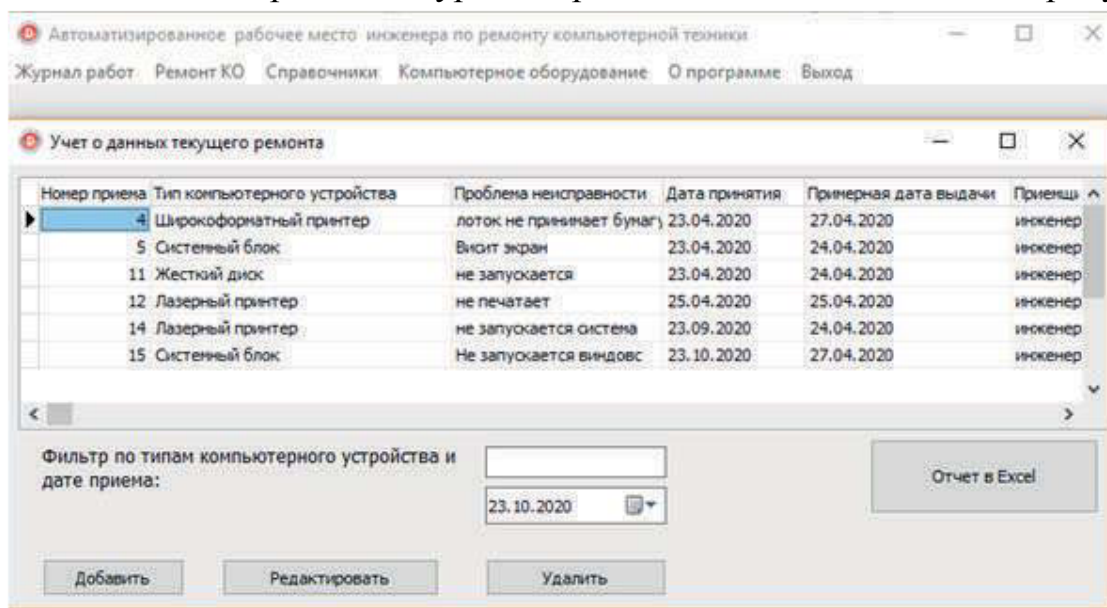 Автоматизированное рабочее место инженера по ремонту компьютерной техники
Журнал работ Ремонт КО Справочники Компьютерное оборудование О программе Выход
Учет о данных текущего ремонта
Номер приема Тип компьютерного устройства Проблема неисправности Дата принятия Примерная дата выдачи Приемщи
4 Широкоформатный принтер лоток не принимает бумагу 23.04.2020 27.04.2020 инженер
5 Системный блок Висит экран 23.04.2020 24.04.2020 инженер
11 Жесткий диск не запускается 23.04.2020 24.04.2020 инженер
12 Лазерный принтер не печатает 25.04.2020 25.04.2020 инженер
14 Лазерный принтер не запускается система 23.09.2020 24.04.2020 инженер
15 Системный блок Не запускается виндовс 23.10.2020 27.04.2020 инженер
Фильтр по типам компьютерного устройства и
дате приема:
23.10.2020
Отчет в Excel
Добавить Редактировать Удалить